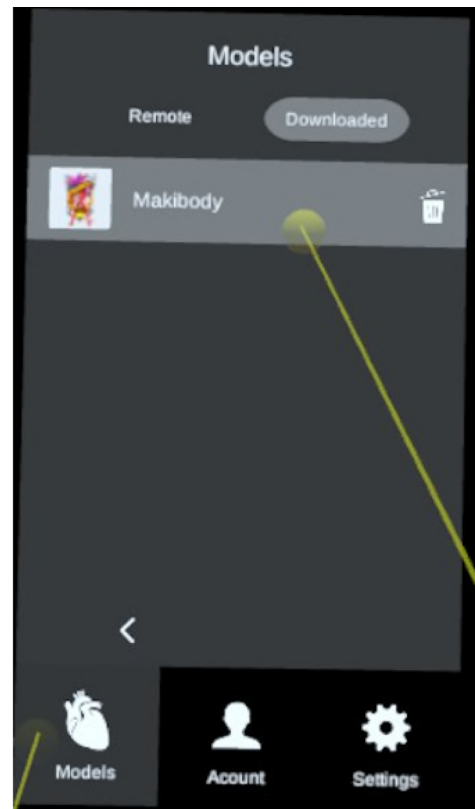 Models
Remote
Downloaded
Makibody
Models
Acount
Settings